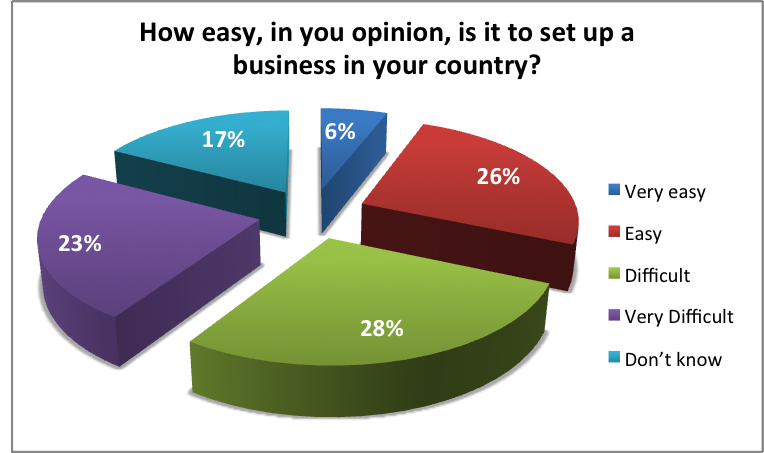 How easy, in you opinion, is it to set up a
business in your country?
6%
17%
26%
23%
28%
Very easy
Easy
Difficult
Very Difficult
Don’t know